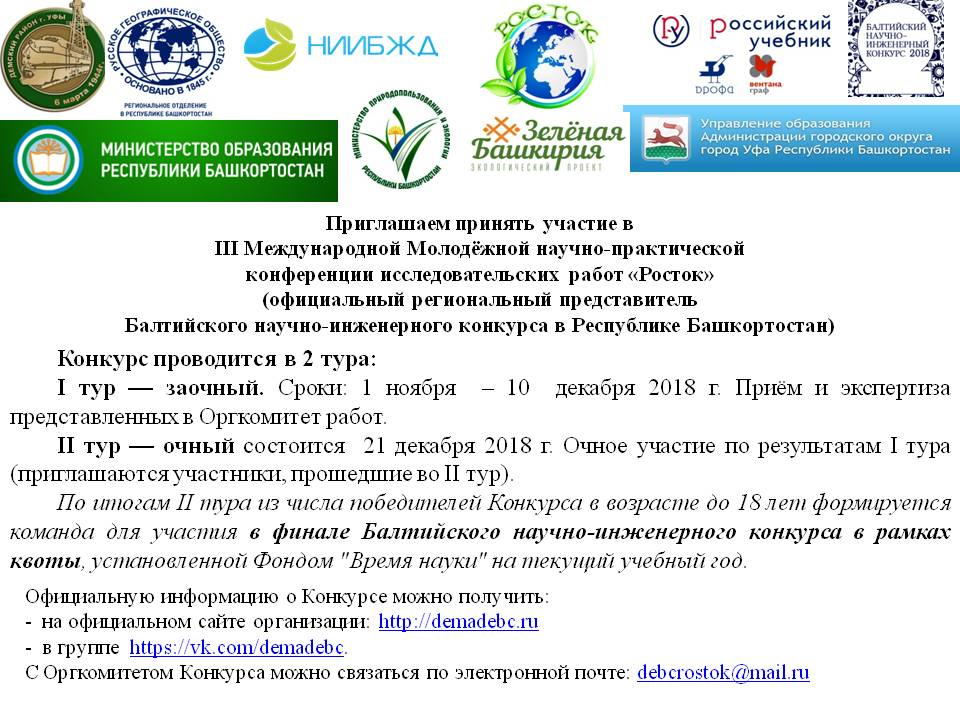 ДЕМСКИЙ РАЙОН г. УФЫ
6 марта 1944г.
РУССКОЕ ГЕОГРАФИЧЕСКОЕ ОБЩЕСТВО
• ОСНОВАНО В 1845 г. •
РЕГИОНАЛЬНОЕ ОТДЕЛЕНИЕ
В РЕСПУБЛИКЕ БАШКОРТОСТАН
НИИБЖД
РОСТОК
российский
учебник
дрофа
вентана
граф
БАЛТИЙСКИЙ
НАУЧНО-
ИНЖЕНЕРНЫЙ
КОНКУРС 2018
МИНИСТЕРСТВО ОБРАЗОВАНИЯ
РЕСПУБЛИКИ БАШКОРТОСТАН
МИНИСТЕРСТВО ПРИРОДОПОЛЬЗОВАНИЯ И ЭКОЛОГИИ
РЕСПУБЛИКИ БАШКОРТОСТАН
Зелёная
Башкирия
ЭКОЛОГИЧЕСКИЙ ПРОЕКТ
Управление образования
Администрации городского округа
город Уфа Республики Башкортостан
Приглашаем принять участие в
III Международной Молодёжной научно-практической
конференции исследовательских работ «Росток»
(официальный региональный представитель
Балтийского научно-инженерного конкурса в Республике Башкортостан)
Конкурс проводится в 2 тура:
I тур — заочный. Сроки: 1 ноября – 10 декабря 2018 г. Приём и экспертиза
представленных в Оргкомитет работ.
II тур — очный состоится 21 декабря 2018 г. Очное участие по результатам I тура
(приглашаются участники, прошедшие во II тур).
По итогам II тура из числа победителей Конкурса в возрасте до 18 лет формируется
команда для участия в финале Балтийского научно-инженерного конкурса в рамках
квоты, установленной Фондом "Время науки" на текущий учебный год.
Официальную информацию о Конкурсе можно получить:
- на официальном сайте организации: http://demadebc.ru
- в группе https://vk.com/demadebc.
С Оргкомитетом Конкурса можно связаться по электронной почте: debcrostok@mail.ru